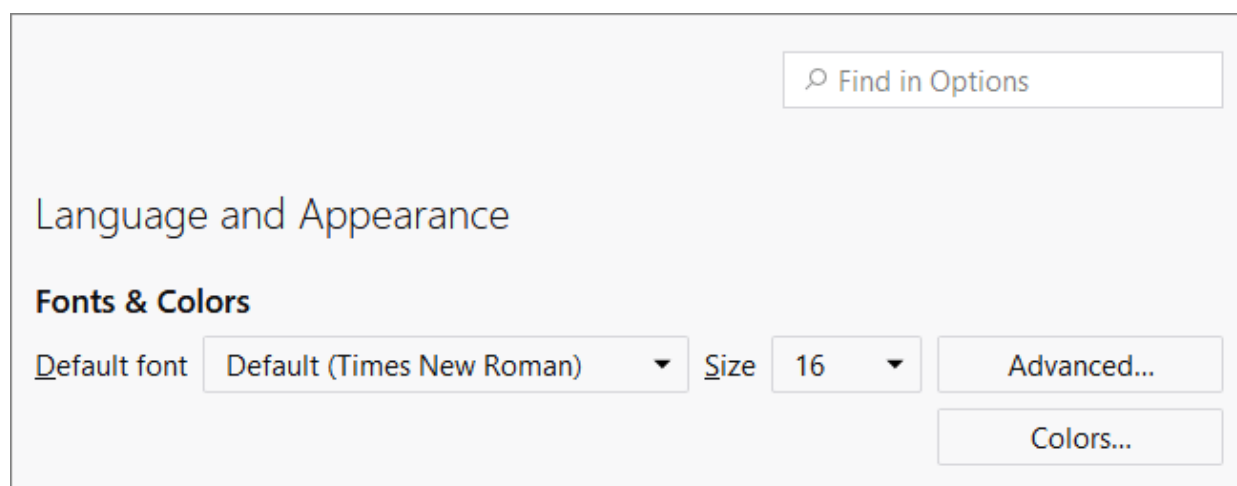 Find in Options
Language and Appearance
Fonts & Colors
Default font Default (Times New Roman) Size 16 Advanced...
Colors...